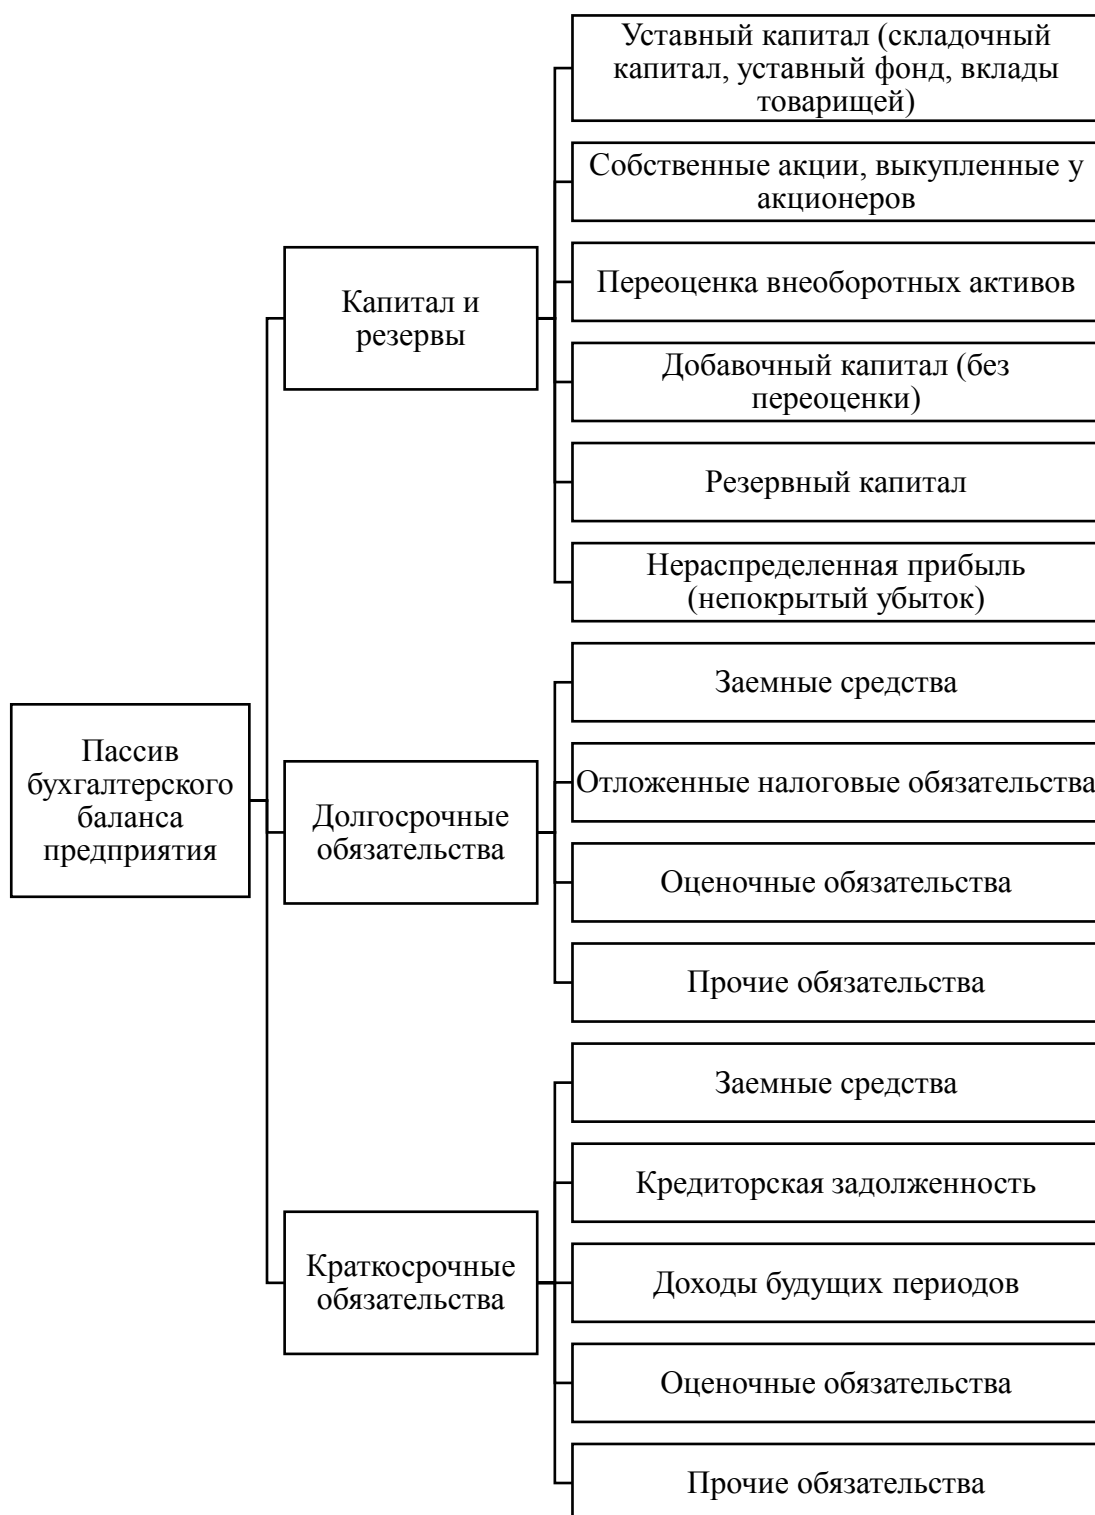 Уставный капитал (складочный
капитал, уставный фонд, вклады
товарищей)
Собственные акции, выкупленные у
акционеров
Переоценка внеоборотных активов
Добавочный капитал (без
переоценки)
Резервный капитал
Нераспределенная прибыль
(непокрытый убыток)
Капитал и
резервы
Заемные средства
Отложенные налоговые обязательства
Оценочные обязательства
Прочие обязательства
Долгосрочные
обязательства
Пассив
бухгалтерского
баланса
предприятия
Заемные средства
Кредиторская задолженность
Доходы будущих периодов
Оценочные обязательства
Прочие обязательства
Краткосрочные
обязательства